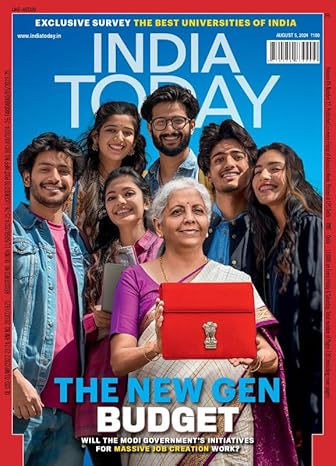 EXCLUSIVE SURVEY THE BEST UNIVERSITIES OF INDIA
www.indiatoday.in
AUGUST 5, 2024 ₹100
INDIA
TODAY
THE NEW GEN
BUDGET
WILL THE MODI GOVERNMENT'S INITIATIVES
FOR MASSIVE JOB CREATION WORK?